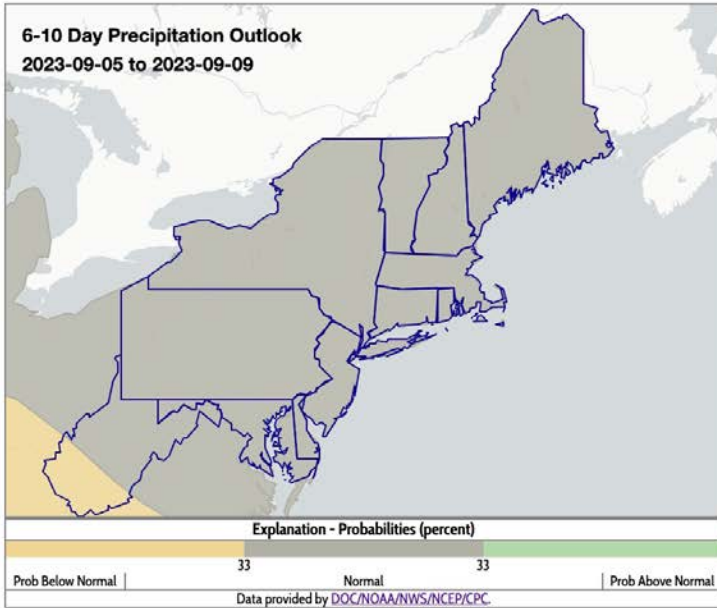 6-10 Day Precipitation Outlook
2023-09-05 to 2023-09-09
Explanation - Probabilities (percent)
33 33
Prob Below Normal Normal Prob Above Normal
Data provided by DOC/NOAA/NWS/NCEP/CPC.